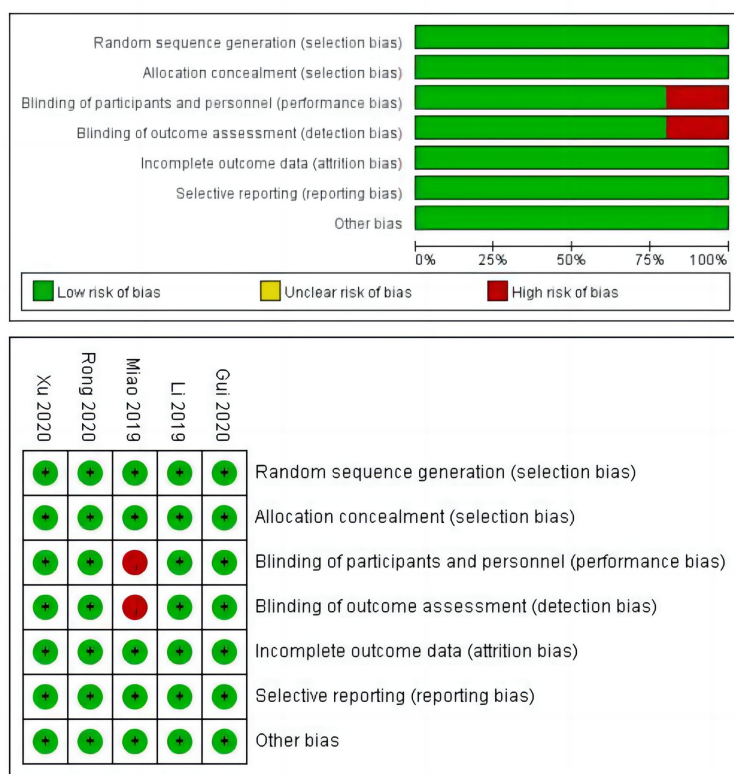 Random sequence generation (selection bias)
Allocation concealment (selection bias)
Blinding of participants and personnel (performance bias)
Blinding of outcome assessment (detection bias)
Incomplete outcome data (attrition bias)
Selective reporting (reporting bias)
Other bias
0% 25% 50% 75% 100%
Low risk of bias Unclear risk of bias High risk of bias
Xu 2020 Rong 2020 Miao 2019 Li 2019 Gui 2020
+ + + + + Random sequence generation (selection bias)
+ + + + + Allocation concealment (selection bias)
+ + + + Blinding of participants and personnel (performance bias)
+ + + + Blinding of outcome assessment (detection bias)
+ + + + + Incomplete outcome data (attrition bias)
+ + + + + Selective reporting (reporting bias)
+ + + + + Other bias